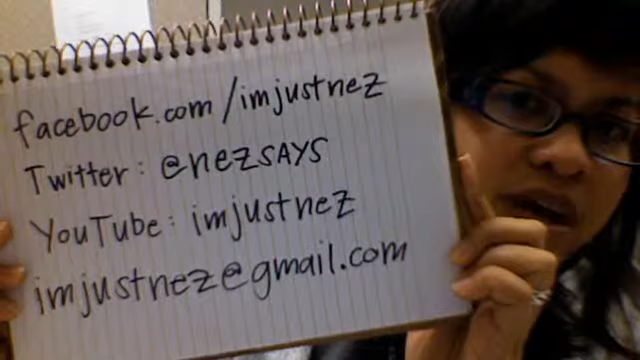 facebook.com/imjustnez
Twitter: @nezSAYS
YouTube: imjustnez
imjustnez@gmail.com